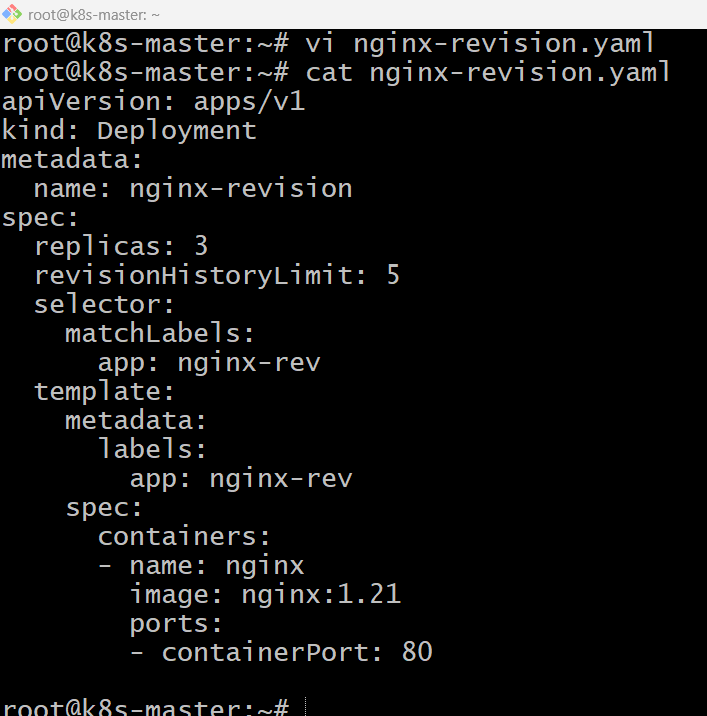 root@k8s-master: ~
root@k8s-master:~# vi nginx-revision.yaml
root@k8s-master:~# cat nginx-revision.yaml
apiVersion: apps/v1
kind: Deployment
metadata:
  name: nginx-revision
spec:
  replicas: 3
  revisionHistoryLimit: 5
  selector:
    matchLabels:
      app: nginx-rev
  template:
    metadata:
      labels:
        app: nginx-rev
    spec:
      containers:
      - name: nginx
        image: nginx:1.21
        ports:
        - containerPort: 80
root@k8s-master:~#